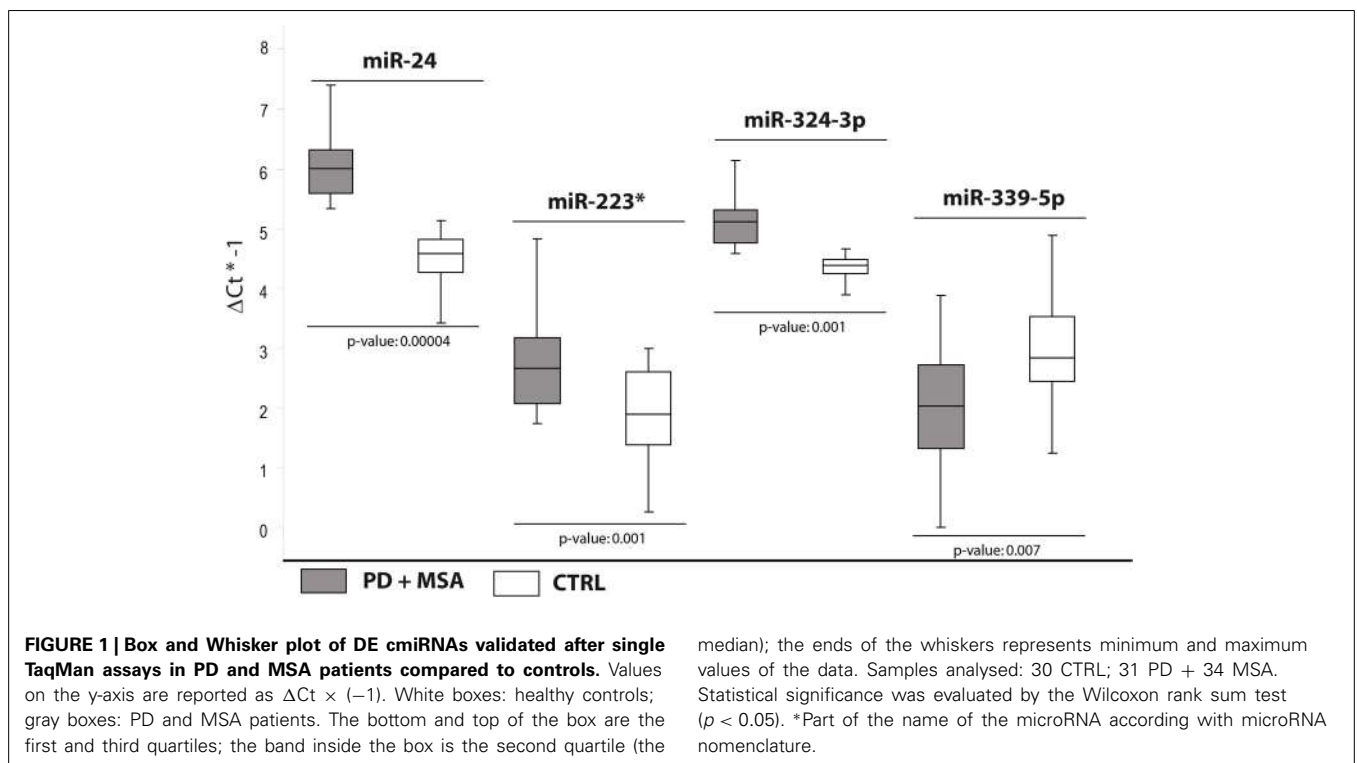 8
miR-24
7
miR-324-3p
6
miR-223*
miR-339-5p
5
ΔCt * -1
4
p-value: 0.001
3
p-value: 0.00004
2
1
0
p-value: 0.001
p-value: 0.007
PD + MSA
CTRL
FIGURE 1 | Box and Whisker plot of DE cmiRNAs validated after single
TaqMan assays in PD and MSA patients compared to controls. Values
on the y-axis are reported as ΔCt × (−1). White boxes: healthy controls;
gray boxes: PD and MSA patients. The bottom and top of the box are the
first and third quartiles; the band inside the box is the second quartile (the
median); the ends of the whiskers represents minimum and maximum
values of the data. Samples analysed: 30 CTRL; 31 PD + 34 MSA.
Statistical significance was evaluated by the Wilcoxon rank sum test
(p < 0.05). *Part of the name of the microRNA according with microRNA
nomenclature.